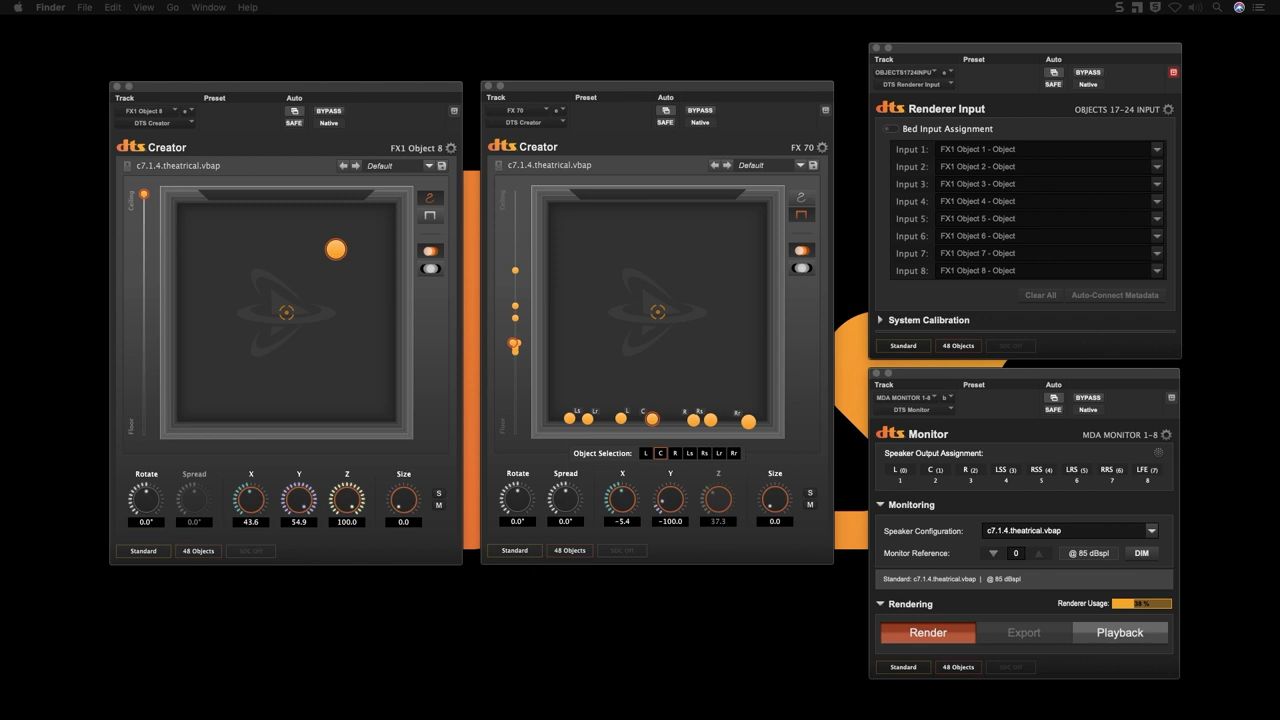 Finder File Edit View Go Window Help
Track Preset Auto
FX1 Object 8 BYPASS
DTS Creator SAFE Native
dts Creator FX1 Object 8
c7.1.4.theatrical.vbap Default
Ceiling
Floor
Rotate Spread X Y Z Size
S
M
0.0° 0.0° 43.6 54.9 100.0 0.0
Standard 48 Objects
Track Preset Auto
FX 70 BYPASS
DTS Creator SAFE Native
dts Creator FX 70
c7.1.4.theatrical.vbap Default
Ceiling
Floor
Ls Lr L C R Rs Rr
Object Selection: L C R Ls Rs Lr Rr
Rotate Spread X Y Z Size
S
M
0.0° 0.0° -5.4 -100.0 37.3 0.0
Standard 48 Objects
Track Preset Auto
OBJECTS1724INPU e BYPASS
DTS Renderer Input SAFE Native
dts Renderer Input OBJECTS 17-24 INPUT
Bed Input Assignment
Input 1: FX1 Object 1 - Object
Input 2: FX1 Object 2 - Object
Input 3: FX1 Object 3 - Object
Input 4: FX1 Object 4 - Object
Input 5: FX1 Object 5 - Object
Input 6: FX1 Object 6 - Object
Input 7: FX1 Object 7 - Object
Input 8: FX1 Object 8 - Object
Clear All Auto-Connect Metadata
System Calibration
Standard 48 Objects
Track Preset Auto
MDA MONITOR 1-8 b BYPASS
DTS Monitor SAFE Native
dts Monitor MDA MONITOR 1-8
Speaker Output Assignment:
L (0) C (1) R (2) LSS (3) RSS (4) LRS (5) RRS (6) LFE (7)
1 2 3 4 5 6 7 8
Monitoring
Speaker Configuration: c7.1.4.theatrical.vbap
Monitor Reference: 0 @ 85 dBspl DIM
Standard: c7.1.4.theatrical.vbap | @ 85 dBspl
Rendering Renderer Usage: 38 %
Render Export Playback
Standard 48 Objects